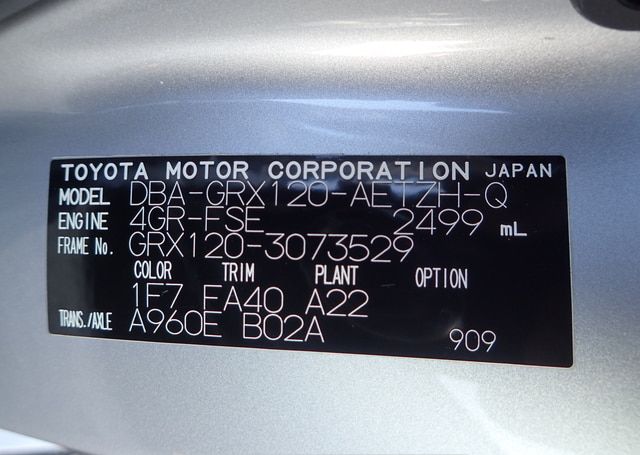 TOYOTA MOTOR CORPORATION JAPAN
MODEL DBA-GRX120-AETZH-Q
ENGINE 4GR-FSE 2499 mL
FRAME No. GRX120-3073529
COLOR TRIM PLANT OPTION
1F7 FA40 A22
TRANS./AXLE A960E B02A
909